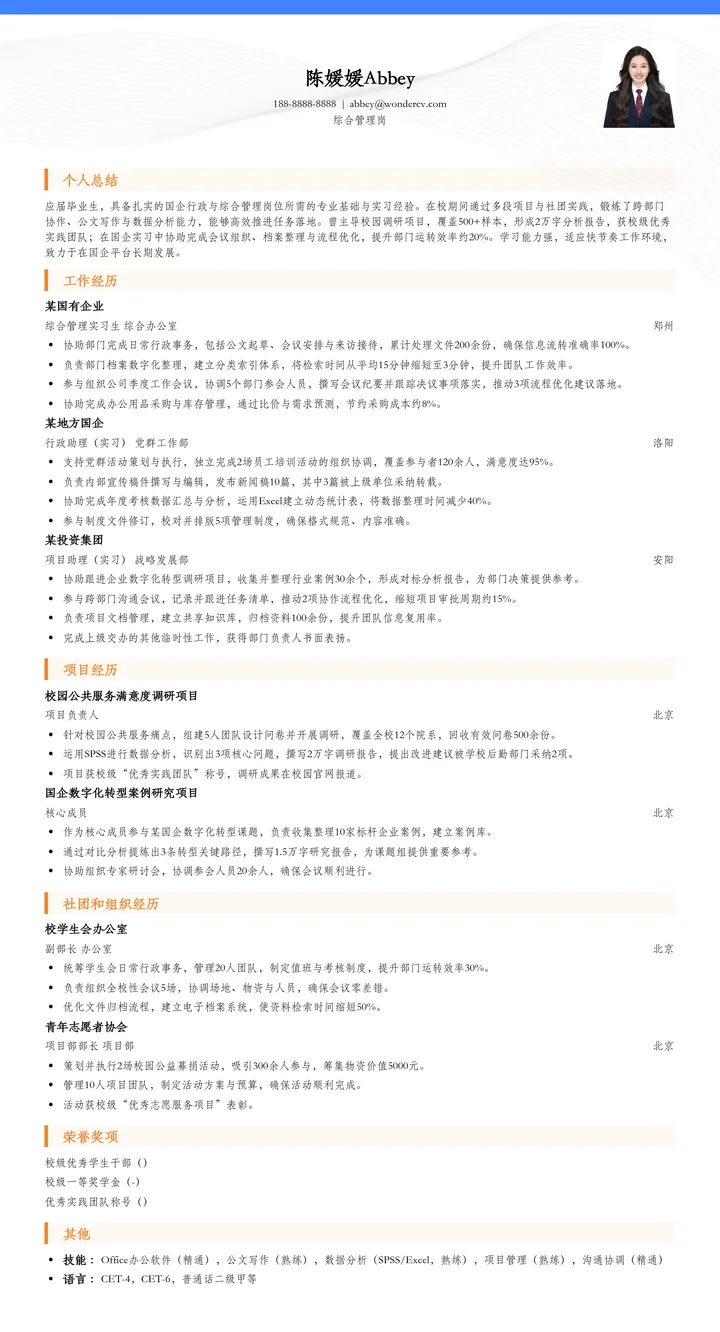 陈媛媛Abbey
188-8888-8888 | abbey@wondercv.com
综合管理岗
个人总结
应届毕业生，具备扎实的国企行政与综合管理岗位所需的专业基础与实习经验。在校期间通过多段项目与社团实践，锻炼了跨部门
协作、公文写作与数据分析能力，能够高效推进任务落地。曾主导校园调研项目，覆盖500+样本，形成2万字分析报告，获校级优秀
实践团队；在国企实习中协助完成会议组织、档案整理与流程优化，提升部门运转效率约20%。学习能力强，适应快节奏工作环境，
致力于在国企平台长期发展。
工作经历
某国有企业
综合管理实习生 综合办公室 郑州
• 协助部门完成日常行政事务，包括公文起草、会议安排与来访接待，累计处理文件200余份，确保信息流转准确率100%。
• 负责部门档案数字化整理，建立分类索引体系，将检索时间从平均15分钟缩短至3分钟，提升团队工作效率。
• 参与组织公司季度工作会议，协调5个部门参会人员，撰写会议纪要并跟踪决议事项落实，推动3项流程优化建议落地。
• 协助完成办公用品采购与库存管理，通过比价与需求预测，节约采购成本约8%。
某地方国企
行政助理（实习） 党群工作部 洛阳
• 支持党群活动策划与执行，独立完成2场员工培训活动的组织协调，覆盖参与者120余人，满意度达95%。
• 负责内部宣传稿件撰写与编辑，发布新闻稿10篇，其中3篇被上级单位采纳转载。
• 协助完成年度考核数据汇总与分析，运用Excel建立动态统计表，将数据整理时间减少40%。
• 参与制度文件修订，校对并排版5项管理制度，确保格式规范、内容准确。
某投资集团
项目助理（实习） 战略发展部 安阳
• 协助跟进企业数字化转型调研项目，收集并整理行业案例30余个，形成对标分析报告，为部门决策提供参考。
• 参与跨部门沟通会议，记录并跟进任务清单，推动2项协作流程优化，缩短项目审批周期约15%。
• 负责项目文档管理，建立共享知识库，归档资料100余份，提升团队信息复用率。
• 完成上级交办的其他临时性工作，获得部门负责人书面表扬。
项目经历
校园公共服务满意度调研项目
项目负责人 北京
• 针对校园公共服务痛点，组建5人团队设计问卷并开展调研，覆盖全校12个院系，回收有效问卷500余份。
• 运用SPSS进行数据分析，识别出3项核心问题，撰写2万字调研报告，提出改进建议被学校后勤部门采纳2项。
• 项目获校级“优秀实践团队”称号，调研成果在校园官网报道。
国企数字化转型案例研究项目
核心成员 北京
• 作为核心成员参与某国企数字化转型课题，负责收集整理10家标杆企业案例，建立案例库。
• 通过对比分析提炼出3条转型关键路径，撰写1.5万字研究报告，为课题组提供重要参考。
• 协助组织专家研讨会，协调参会人员20余人，确保会议顺利进行。
社团和组织经历
校学生会办公室
副部长 办公室 北京
• 统筹学生会日常行政事务，管理20人团队，制定值班与考核制度，提升部门运转效率30%。
• 负责组织全校性会议5场，协调场地、物资与人员，确保会议零差错。
• 优化文件归档流程，建立电子档案系统，使资料检索时间缩短50%。
青年志愿者协会
项目部部长 项目部 北京
• 策划并执行2场校园公益募捐活动，吸引300余人参与，筹集物资价值5000元。
• 管理10人项目团队，制定活动方案与预算，确保活动顺利完成。
• 活动获校级“优秀志愿服务项目”表彰。
荣誉奖项
校级优秀学生干部（）
校级一等奖学金（-）
优秀实践团队称号（）
其他
• 技能： Office办公软件（精通），公文写作（熟练），数据分析（SPSS/Excel，熟练），项目管理（熟练），沟通协调（精通）
• 语言： CET-4，CET-6，普通话二级甲等